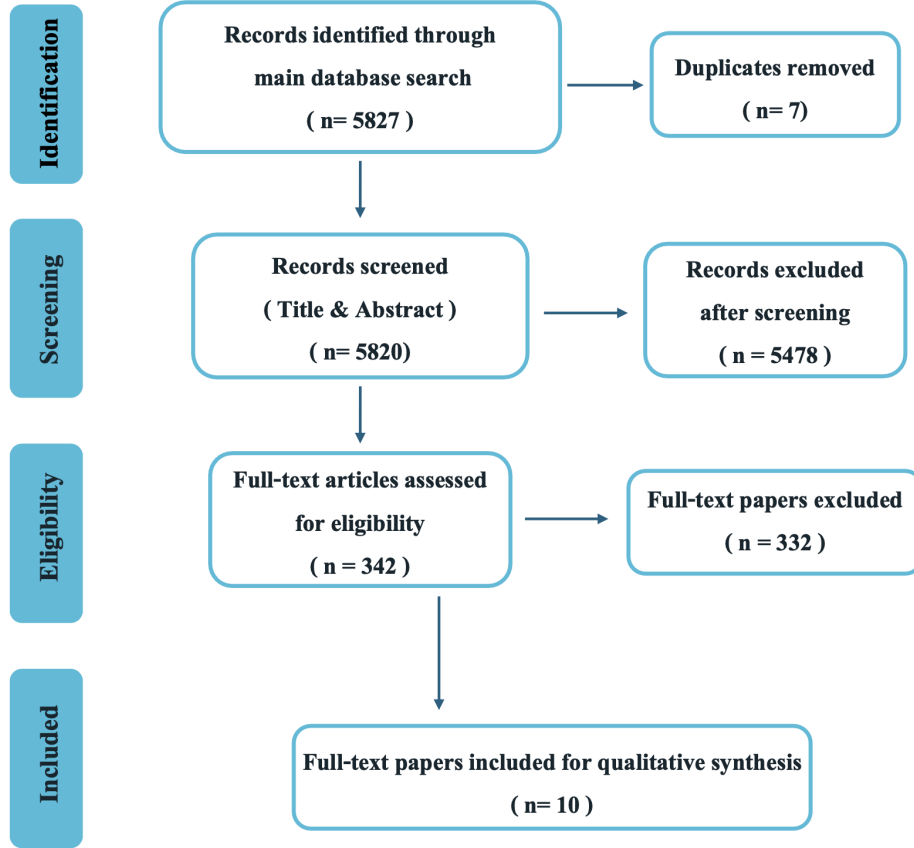 Identification
Records identified through
main database search
( n= 5827 )
Duplicates removed
( n= 7)
Screening
Records screened
( Title & Abstract )
( n= 5820)
Records excluded
after screening
( n = 5478 )
Eligibility
Full-text articles assessed
for eligibility
( n = 342 )
Full-text papers excluded
( n = 332 )
Included
Full-text papers included for qualitative synthesis
( n= 10 )